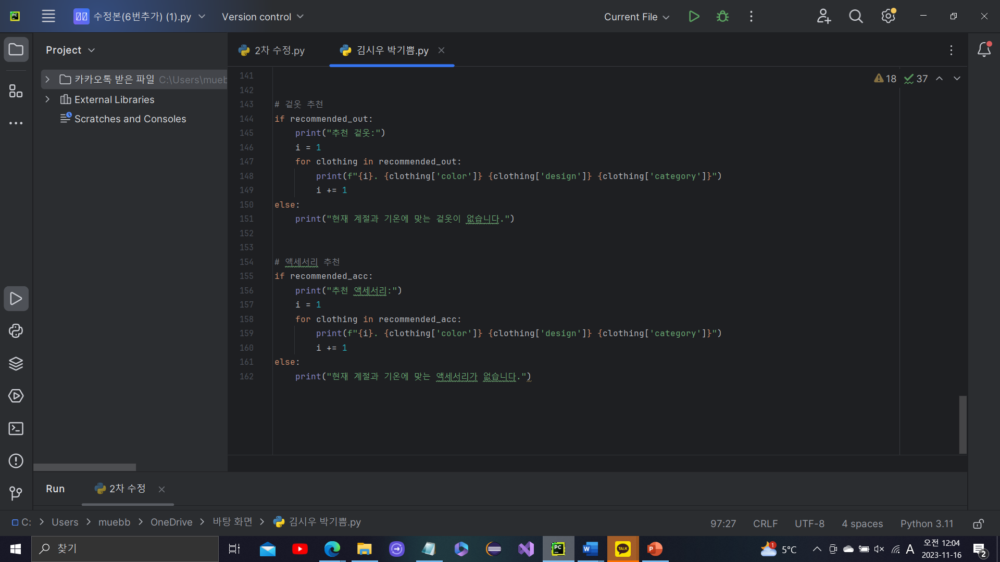 수정본(6번추가) (1).py
Version control
Current File
Project
2차 수정.py
김시우 박기쁨.py
카카오톡 받은 파일 C:\Users\mueb
External Libraries
Scratches and Consoles
18 37
141
142
143 # 겉옷 추천
144 if recommended_out:
145 print("추천 겉옷:")
146 i = 1
147 for clothing in recommended_out:
148 print(f"{i}. {clothing['color']} {clothing['design']} {clothing['category']}")
149 i += 1
150 else:
151 print("현재 계절과 기온에 맞는 겉옷이 없습니다.")
152
153
154 # 액세서리 추천
155 if recommended_acc:
156 print("추천 액세서리:")
157 i = 1
158 for clothing in recommended_acc:
159 print(f"{i}. {clothing['color']} {clothing['design']} {clothing['category']}")
160 i += 1
161 else:
162 print("현재 계절과 기온에 맞는 액세서리가 없습니다.")
Run
2차 수정
C: > Users > muebb > OneDrive > 바탕 화면 > 김시우 박기쁨.py
97:27 CRLF UTF-8 4 spaces Python 3.11
찾기
1
5°C
A
오전 12:04
2023-11-16
2